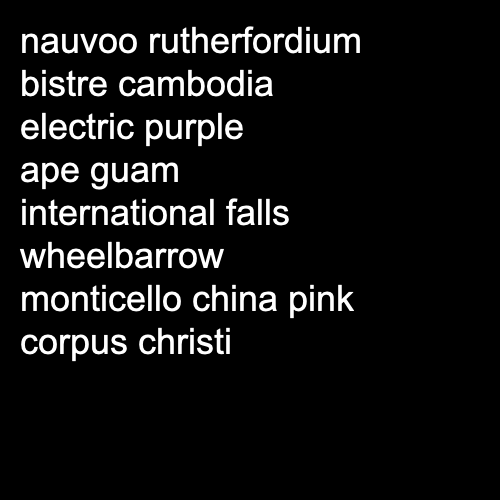 nauvoo rutherfordium
bistre cambodia
electric purple
ape guam
international falls
wheelbarrow
monticello china pink
corpus christi